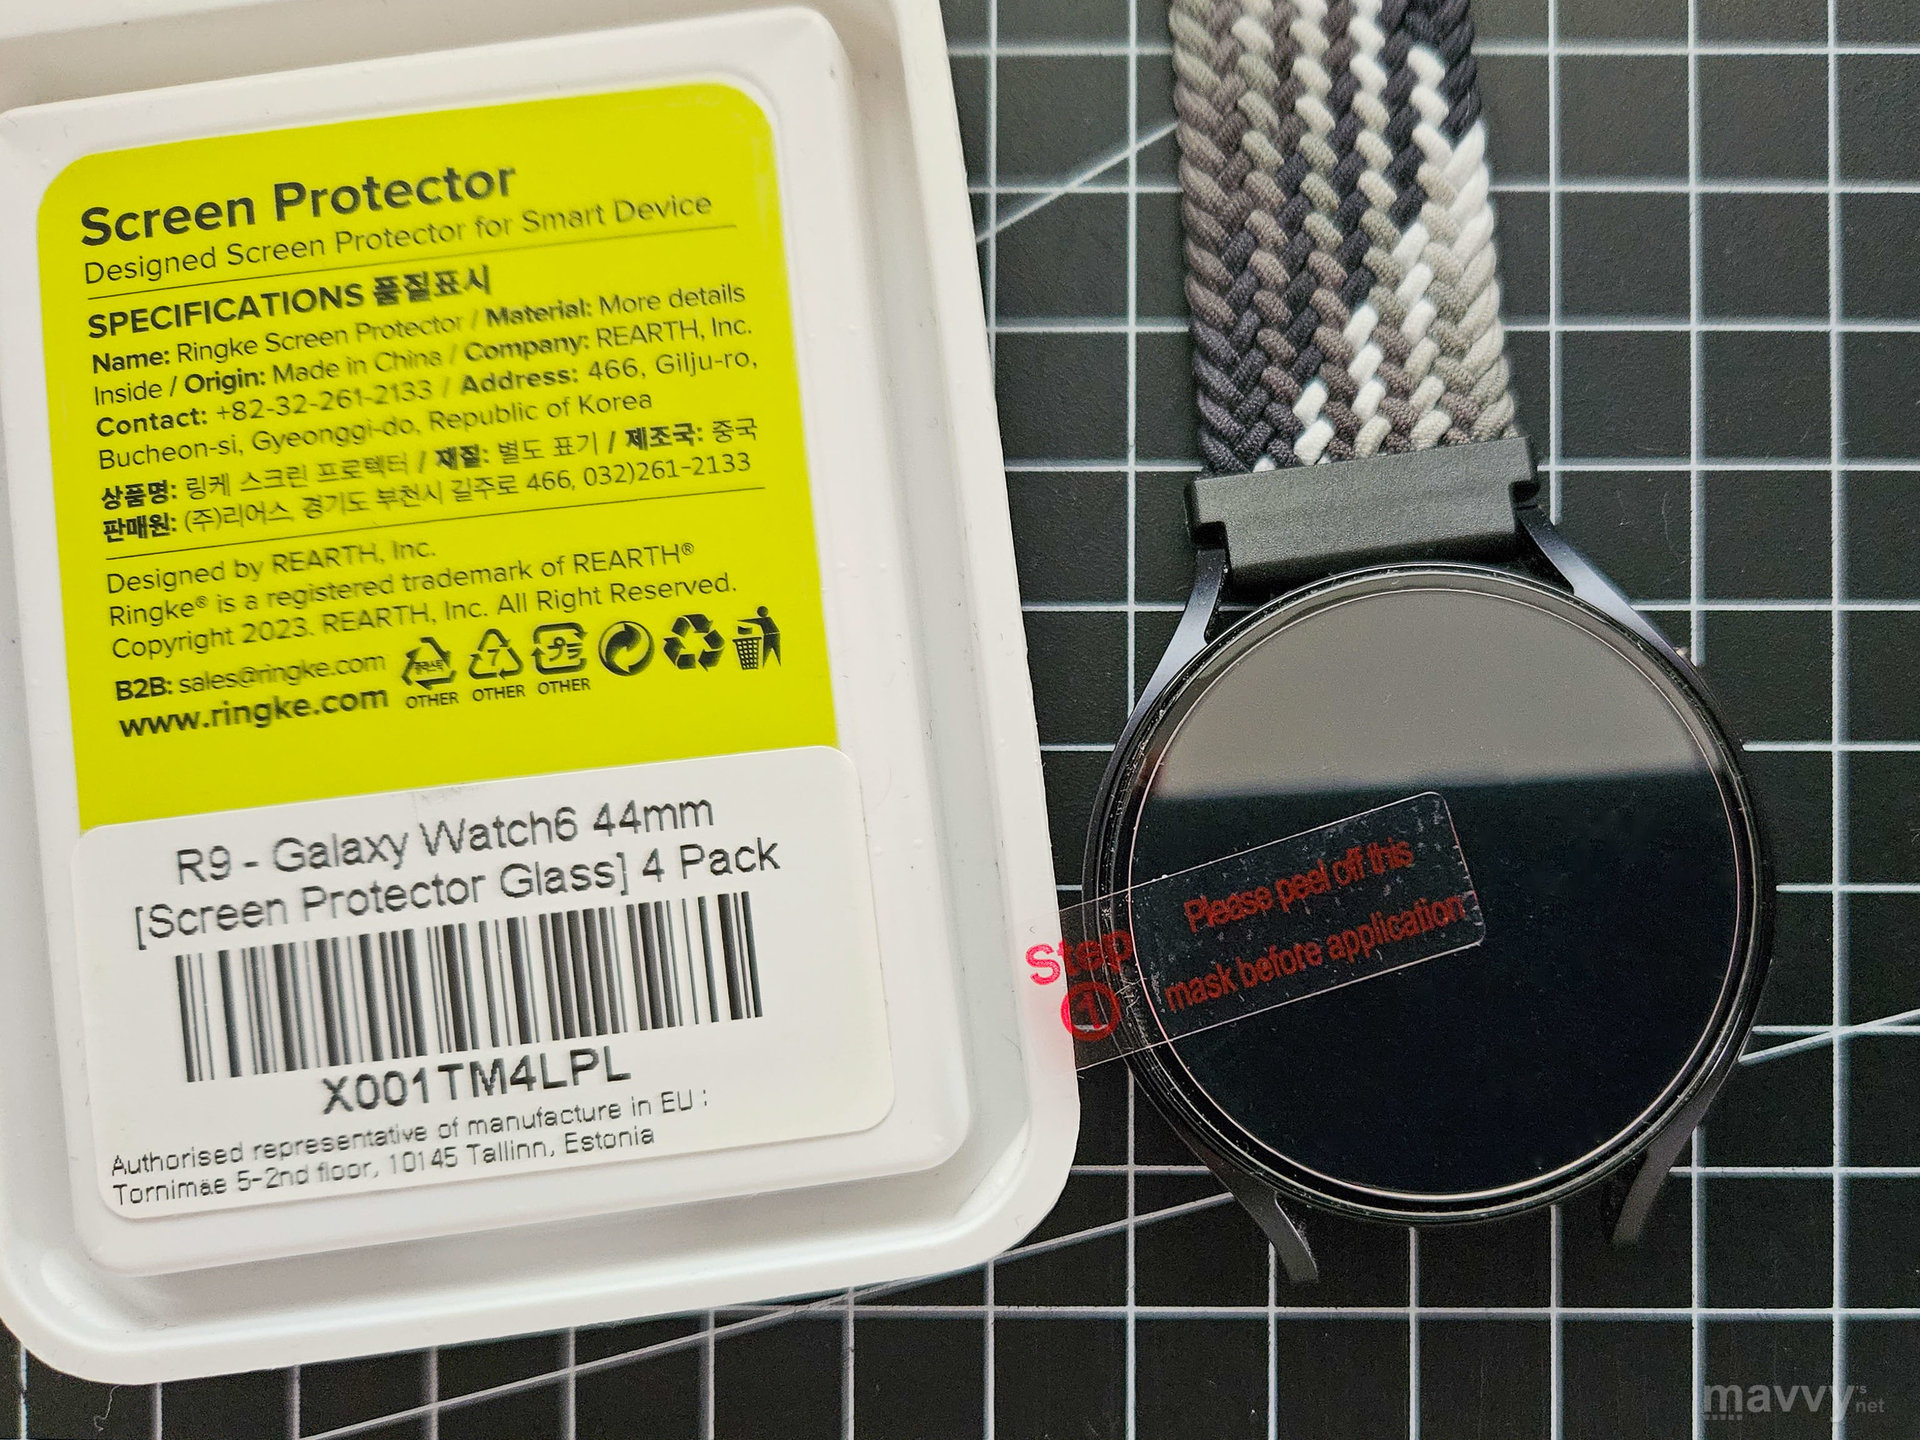 Screen Protector
Designed Screen Protector for Smart Device
SPECIFICATIONS 품질표시
Name: Ringke Screen Protector / Material: More details
Inside / Origin: Made in China / Company: REARTH, Inc.
Contact: +82-32-261-2133 / Address: 466, Gilju-ro,
Bucheon-si, Gyeonggi-do, Republic of Korea
상품명: 링케 스크린 프로텍터 / 재질: 별도 표기 / 제조국: 중국
판매원: (주)리어스, 경기도 부천시 길주로 466, 032)261-2133
Designed by REARTH, Inc.
Ringke® is a registered trademark of REARTH®
Copyright 2023. REARTH, Inc. All Right Reserved.
B2B: sales@ringke.com
www.ringke.com
OTHER OTHER OTHER
R9 - Galaxy Watch6 44mm
[Screen Protector Glass] 4 Pack
X001TM4LPL
Authorised representative of manufacture in EU :
Tornimäe 5-2nd floor, 10145 Tallinn, Estonia
Step
1
Please peel off this
mask before application
mavvy's.net